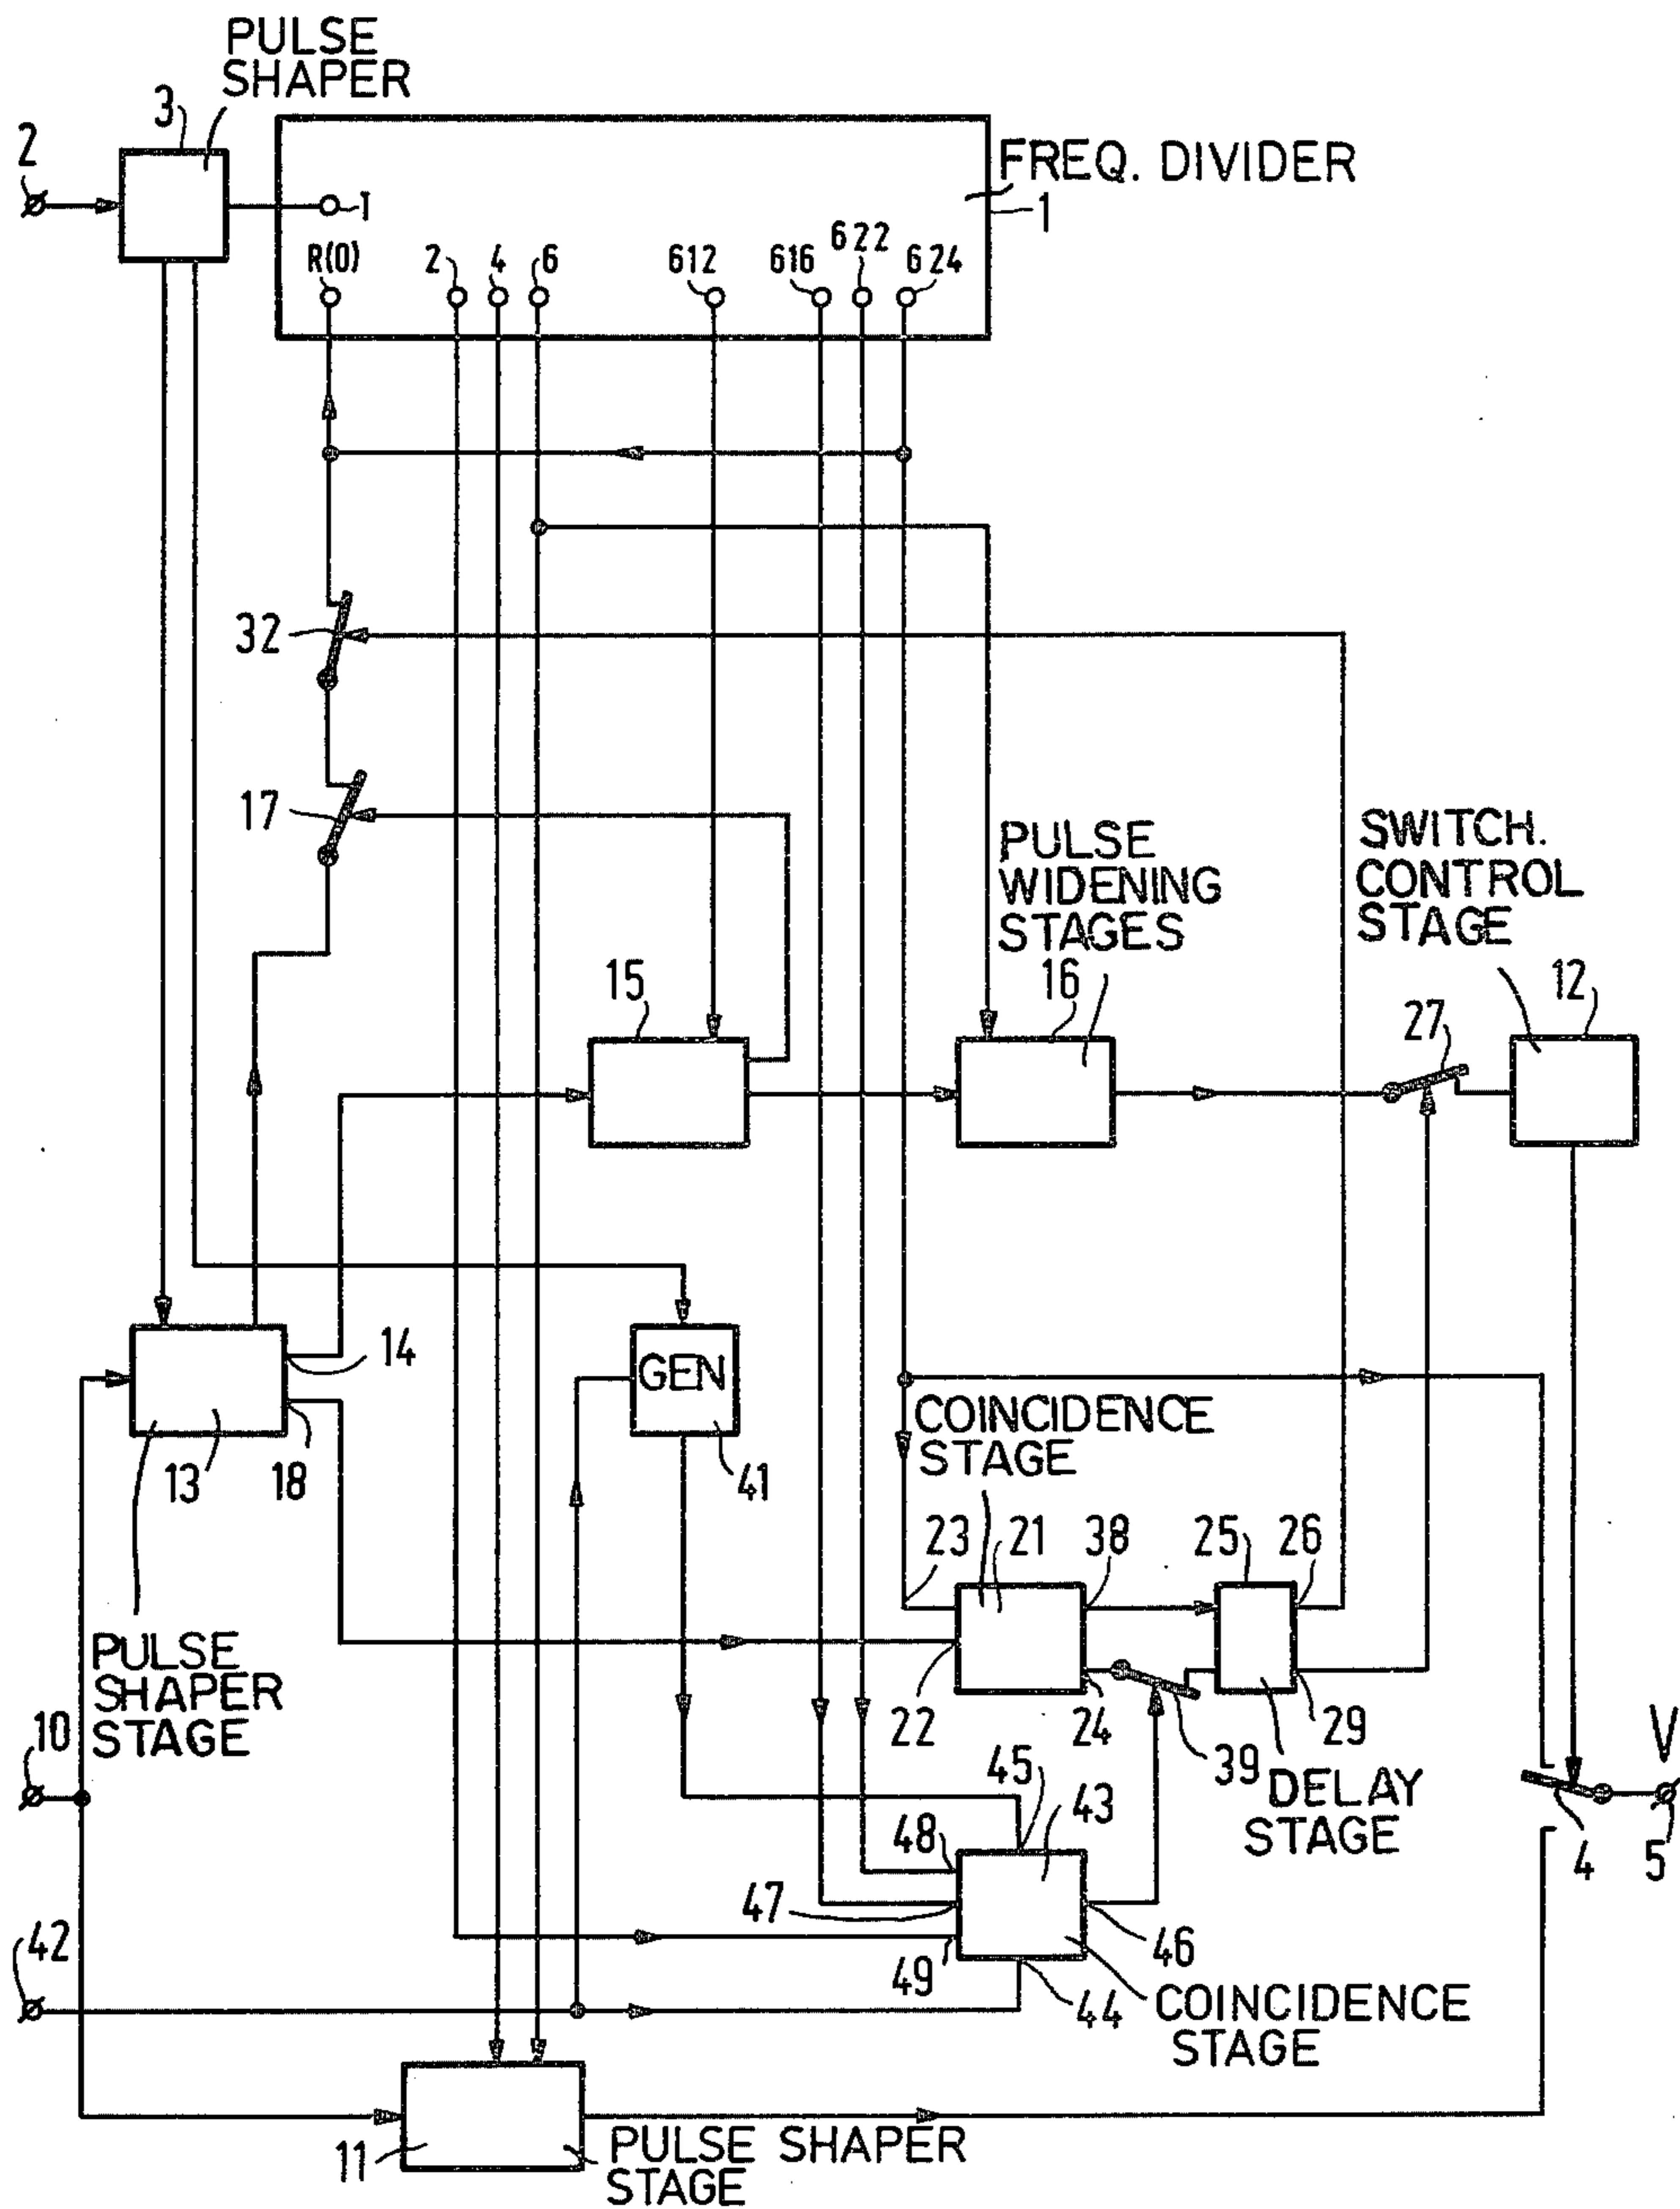 PULSE
SHAPER
3
2
FREQ. DIVIDER
1
T
R(0)
2
4
6
612
616
622
624
32
17
PULSE
WIDENING
STAGES
SWITCH.
CONTROL
STAGE
15
16
27
12
14
GEN
13
18
41
COINCIDENCE
STAGE
23
21
38
25
26
22
24
39
29
PULSE
SHAPER
STAGE
10
DELAY
STAGE
V
4
5
45
43
48
47
49
46
42
44
COINCIDENCE
STAGE
11
PULSE SHAPER
STAGE